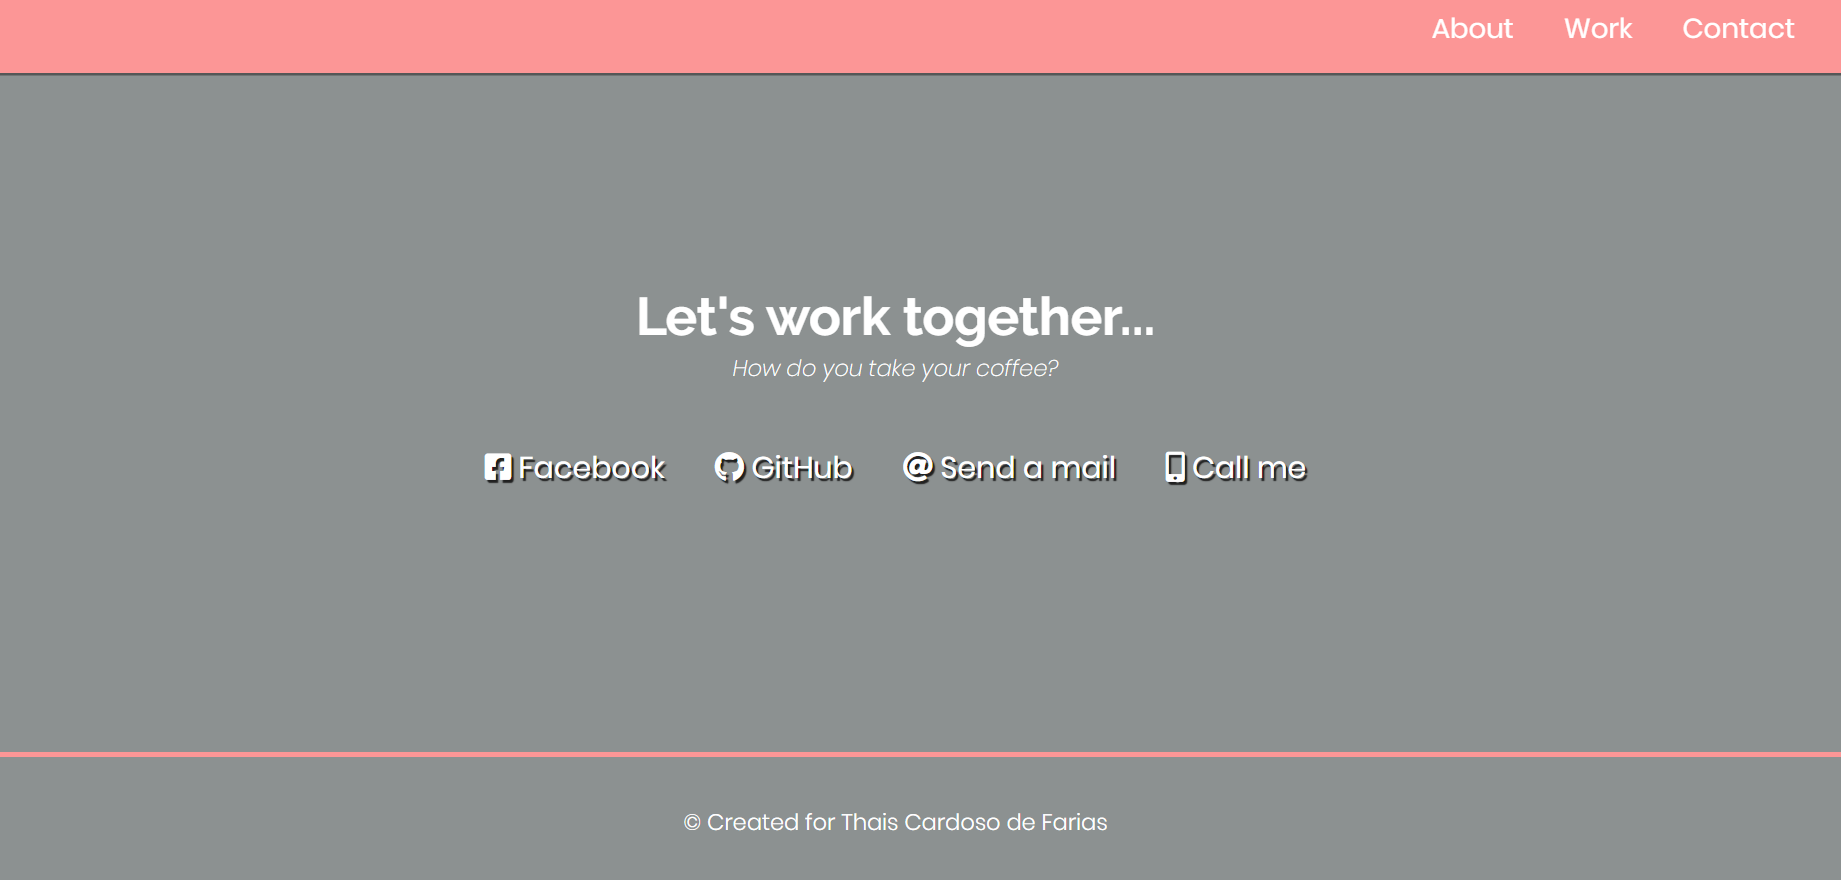 About Work Contact
Let's work together...
How do you take your coffee?
Facebook GitHub @ Send a mail Call me
© Created for Thais Cardoso de Farias